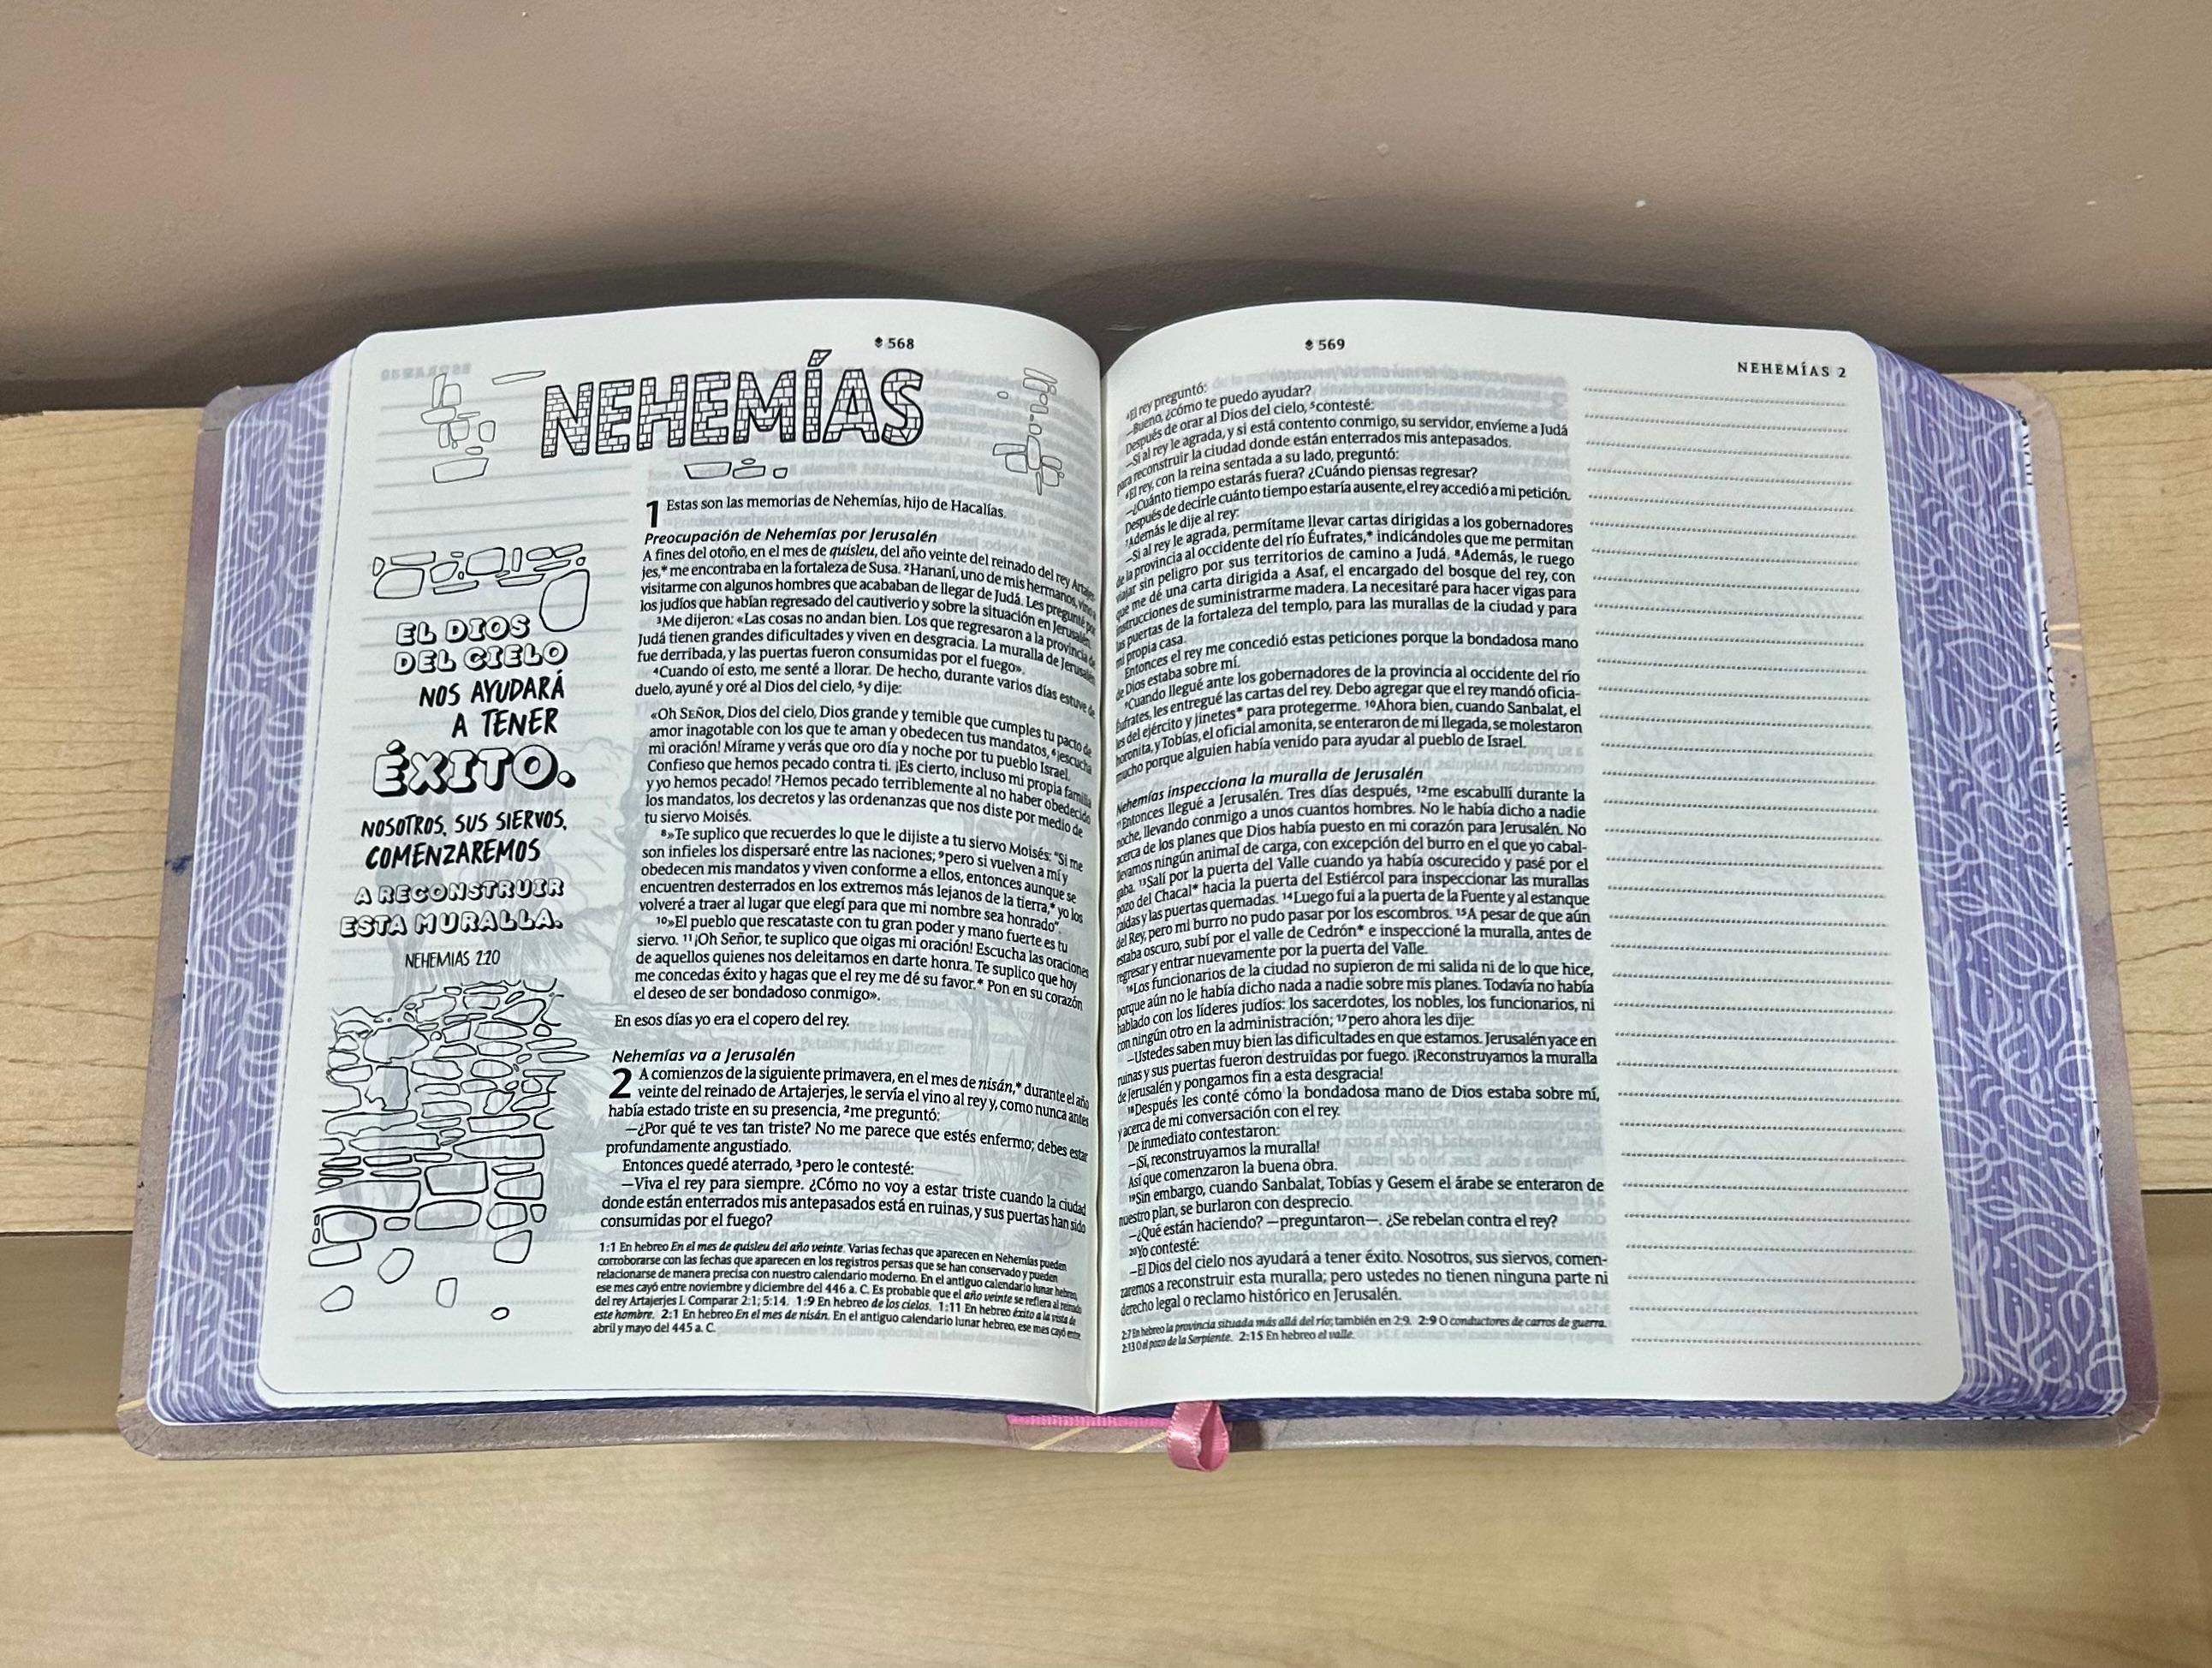 568
NEHEMÍAS
EL DIOS
DEL CIELO
NOS AYUDARÁ
A TENER
ÉXITO.
NOSOTROS, SUS SIERVOS,
COMENZAREMOS
A RECONSTRUIR
ESTA MURALLA.
NEHEMIAS 2:20
1 Estas son las memorias de Nehemías, hijo de Hacalías.
Preocupación de Nehemías por Jerusalén
A fines del otoño, en el mes de quisleu, del año veinte del reinado del rey Artajer-
jes,* me encontraba en la fortaleza de Susa. ²Hananí, uno de mis hermanos, vino a
visitarme con algunos hombres que acababan de llegar de Judá. Les pregunté por
los judíos que habían regresado del cautiverio y sobre la situación en Jerusalén.
³Me dijeron: «Las cosas no andan bien. Los que regresaron a la provincia de
Judá tienen grandes dificultades y viven en desgracia. La muralla de Jerusalén
fue derribada, y las puertas fueron consumidas por el fuego».
⁴Cuando oí esto, me senté a llorar. De hecho, durante varios días estuve de
duelo, ayuné y oré al Dios del cielo, ⁵y dije:
«Oh SEÑOR, Dios del cielo, Dios grande y temible que cumples tu pacto de
amor inagotable con los que te aman y obedecen tus mandatos, ⁶¡escucha
mi oración! Mírame y verás que oro día y noche por tu pueblo Israel.
Confieso que hemos pecado contra ti. ¡Es cierto, incluso mi propia familia
y yo hemos pecado! ⁷Hemos pecado terriblemente al no haber obedecido
los mandatos, los decretos y las ordenanzas que nos diste por medio de
tu siervo Moisés.
⁸»Te suplico que recuerdes lo que le dijiste a tu siervo Moisés: "Si me
son infieles los dispersaré entre las naciones; ⁹pero si vuelven a mí y
obedecen mis mandatos y viven conforme a ellos, entonces aunque se
encuentren desterrados en los extremos más lejanos de la tierra,* yo los
volveré a traer al lugar que elegí para que mi nombre sea honrado".
¹⁰»El pueblo que rescataste con tu gran poder y mano fuerte es tu
siervo. ¹¹¡Oh Señor, te suplico que oigas mi oración! Escucha las oraciones
de aquellos quienes nos deleitamos en darte honra. Te suplico que hoy
me concedas éxito y hagas que el rey me dé su favor.* Pon en su corazón
el deseo de ser bondadoso conmigo».
En esos días yo era el copero del rey.
Nehemías va a Jerusalén
2 A comienzos de la siguiente primavera, en el mes de nisán,* durante el año
veinte del reinado de Artajerjes, le servía el vino al rey y, como nunca antes
había estado triste en su presencia, ²me preguntó:
—¿Por qué te ves tan triste? No me parece que estés enfermo; debes estar
profundamente angustiado.
Entonces quedé aterrado, ³pero le contesté:
—Viva el rey para siempre. ¿Cómo no voy a estar triste cuando la ciudad
donde están enterrados mis antepasados está en ruinas, y sus puertas han sido
consumidas por el fuego?
1:1 En hebreo En el mes de quisleu del año veinte. Varias fechas que aparecen en Nehemías pueden
corroborarse con las fechas que aparecen en los registros persas que se han conservado y pueden
relacionarse de manera precisa con nuestro calendario moderno. En el antiguo calendario lunar hebreo,
ese mes cayó entre noviembre y diciembre del 446 a. C. Es probable que el año veinte se refiera al reinado
del rey Artajerjes I. Comparar 2:1; 5:14. 1:9 En hebreo de los cielos. 1:11 En hebreo éxito a la vista de
este hombre. 2:1 En hebreo En el mes de nisán. En el antiguo calendario lunar hebreo, ese mes cayó entre
abril y mayo del 445 a. C.
569
NEHEMÍAS 2
⁴El rey preguntó:
—Bueno, ¿cómo te puedo ayudar?
Después de orar al Dios del cielo, ⁵contesté:
—Si al rey le agrada, y si está contento conmigo, su servidor, envíeme a Judá
para reconstruir la ciudad donde están enterrados mis antepasados.
⁶El rey, con la reina sentada a su lado, preguntó:
—¿Cuánto tiempo estarás fuera? ¿Cuándo piensas regresar?
Después de decirle cuánto tiempo estaría ausente, el rey accedió a mi petición.
⁷Además le dije al rey:
—Si al rey le agrada, permítame llevar cartas dirigidas a los gobernadores
de la provincia al occidente del río Éufrates,* indicándoles que me permitan
viajar sin peligro por sus territorios de camino a Judá. ⁸Además, le ruego
que me dé una carta dirigida a Asaf, el encargado del bosque del rey, con
instrucciones de suministrarme madera. La necesitaré para hacer vigas para
las puertas de la fortaleza del templo, para las murallas de la ciudad y para
mi propia casa.
Entonces el rey me concedió estas peticiones porque la bondadosa mano
de Dios estaba sobre mí.
⁹Cuando llegué ante los gobernadores de la provincia al occidente del río
Éufrates, les entregué las cartas del rey. Debo agregar que el rey mandó oficia-
les del ejército y jinetes* para protegerme. ¹⁰Ahora bien, cuando Sanbalat, el
horonita, y Tobías, el oficial amonita, se enteraron de mi llegada, se molestaron
mucho porque alguien había venido para ayudar al pueblo de Israel.
Nehemías inspecciona la muralla de Jerusalén
¹¹Entonces llegué a Jerusalén. Tres días después, ¹²me escabullí durante la
noche, llevando conmigo a unos cuantos hombres. No le había dicho a nadie
acerca de los planes que Dios había puesto en mi corazón para Jerusalén. No
llevamos ningún animal de carga, con excepción del burro en el que yo cabal-
gaba. ¹³Salí por la puerta del Valle cuando ya había oscurecido y pasé por el
pozo del Chacal* hacia la puerta del Estiércol para inspeccionar las murallas
caídas y las puertas quemadas. ¹⁴Luego fui a la puerta de la Fuente y al estanque
del Rey, pero mi burro no pudo pasar por los escombros. ¹⁵A pesar de que aún
estaba oscuro, subí por el valle de Cedrón* e inspeccioné la muralla, antes de
regresar y entrar nuevamente por la puerta del Valle.
¹⁶Los funcionarios de la ciudad no supieron de mi salida ni de lo que hice,
porque aún no le había dicho nada a nadie sobre mis planes. Todavía no había
hablado con los líderes judíos: los sacerdotes, los nobles, los funcionarios, ni
con ningún otro en la administración; ¹⁷pero ahora les dije:
—Ustedes saben muy bien las dificultades en que estamos. Jerusalén yace en
ruinas y sus puertas fueron destruidas por fuego. ¡Reconstruyamos la muralla
de Jerusalén y pongamos fin a esta desgracia!
¹⁸Después les conté cómo la bondadosa mano de Dios estaba sobre mí,
y acerca de mi conversación con el rey.
De inmediato contestaron:
—¡Sí, reconstruyamos la muralla!
Así que comenzaron la buena obra.
¹⁹Sin embargo, cuando Sanbalat, Tobías y Gesem el árabe se enteraron de
nuestro plan, se burlaron con desprecio.
—¿Qué están haciendo? —preguntaron—. ¿Se rebelan contra el rey?
²⁰Yo contesté:
—El Dios del cielo nos ayudará a tener éxito. Nosotros, sus siervos, comen-
zaremos a reconstruir esta muralla; pero ustedes no tienen ninguna parte ni
derecho legal o reclamo histórico en Jerusalén.
2:7 En hebreo la provincia situada más allá del río; también en 2:9. 2:9 O conductores de carros de guerra.
2:13 O el pozo de la Serpiente. 2:15 En hebreo el valle.